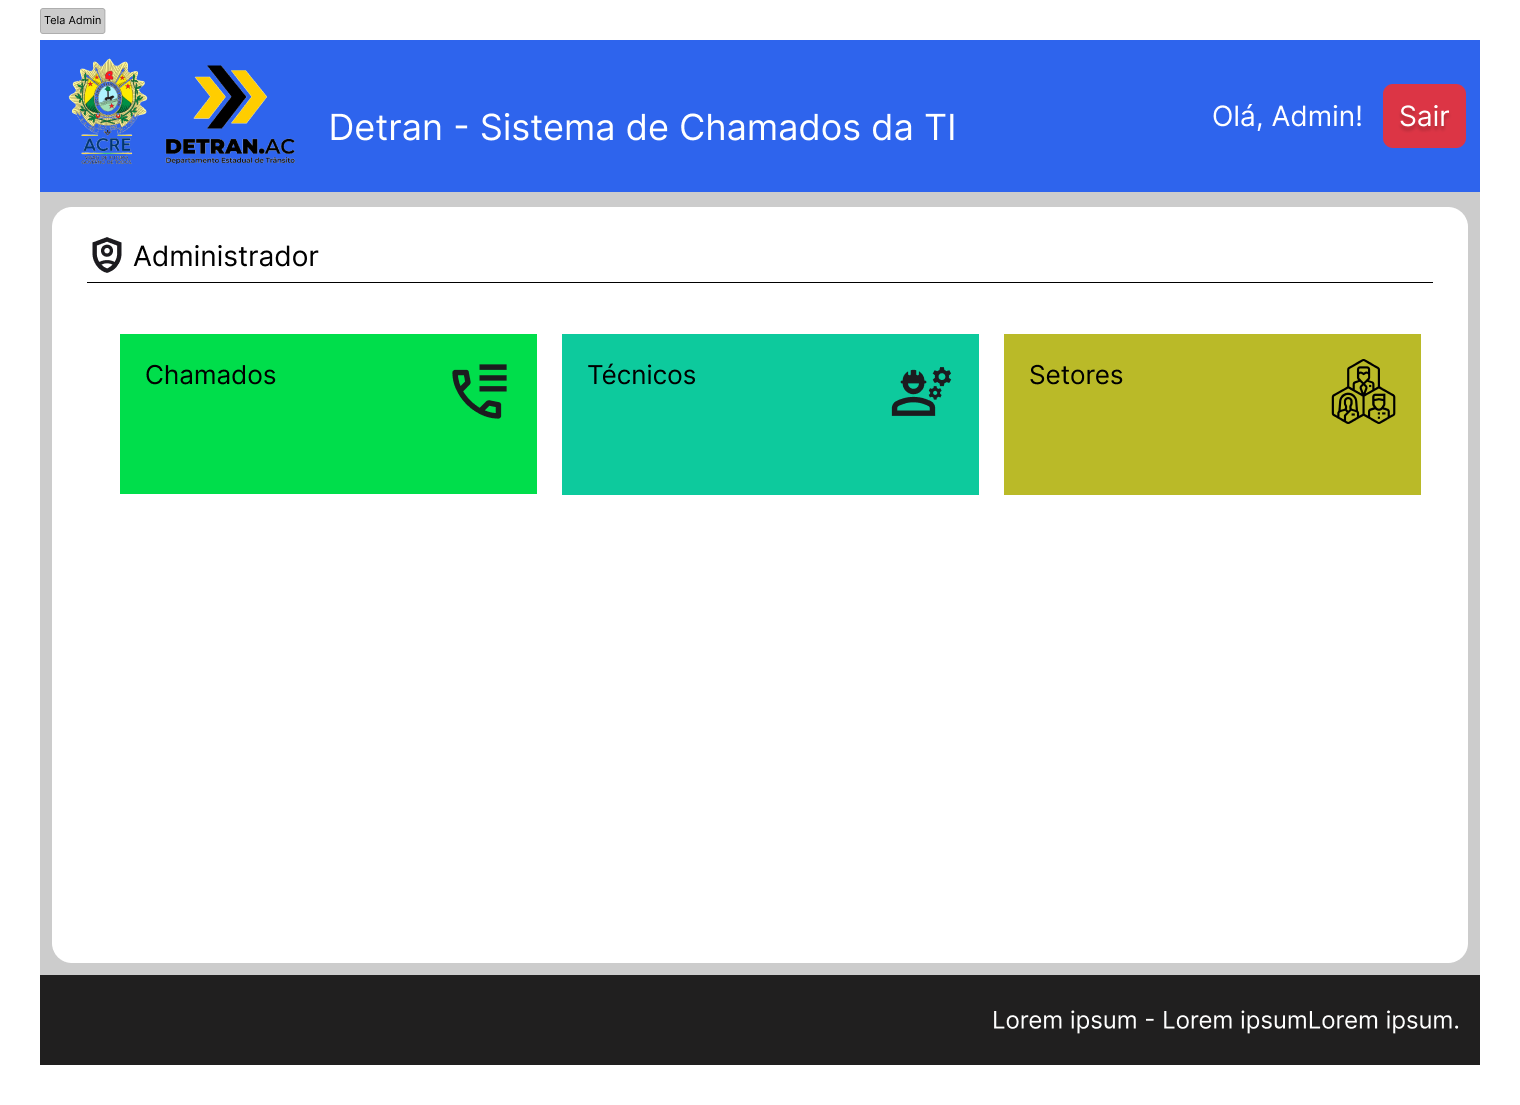 Tela Admin
ACRE
DETRAN.AC
Departamento Estadual de Trânsito
Detran - Sistema de Chamados da TI
Olá, Admin!
Sair
Administrador
Chamados
Técnicos
Setores
Lorem ipsum - Lorem ipsumLorem ipsum.